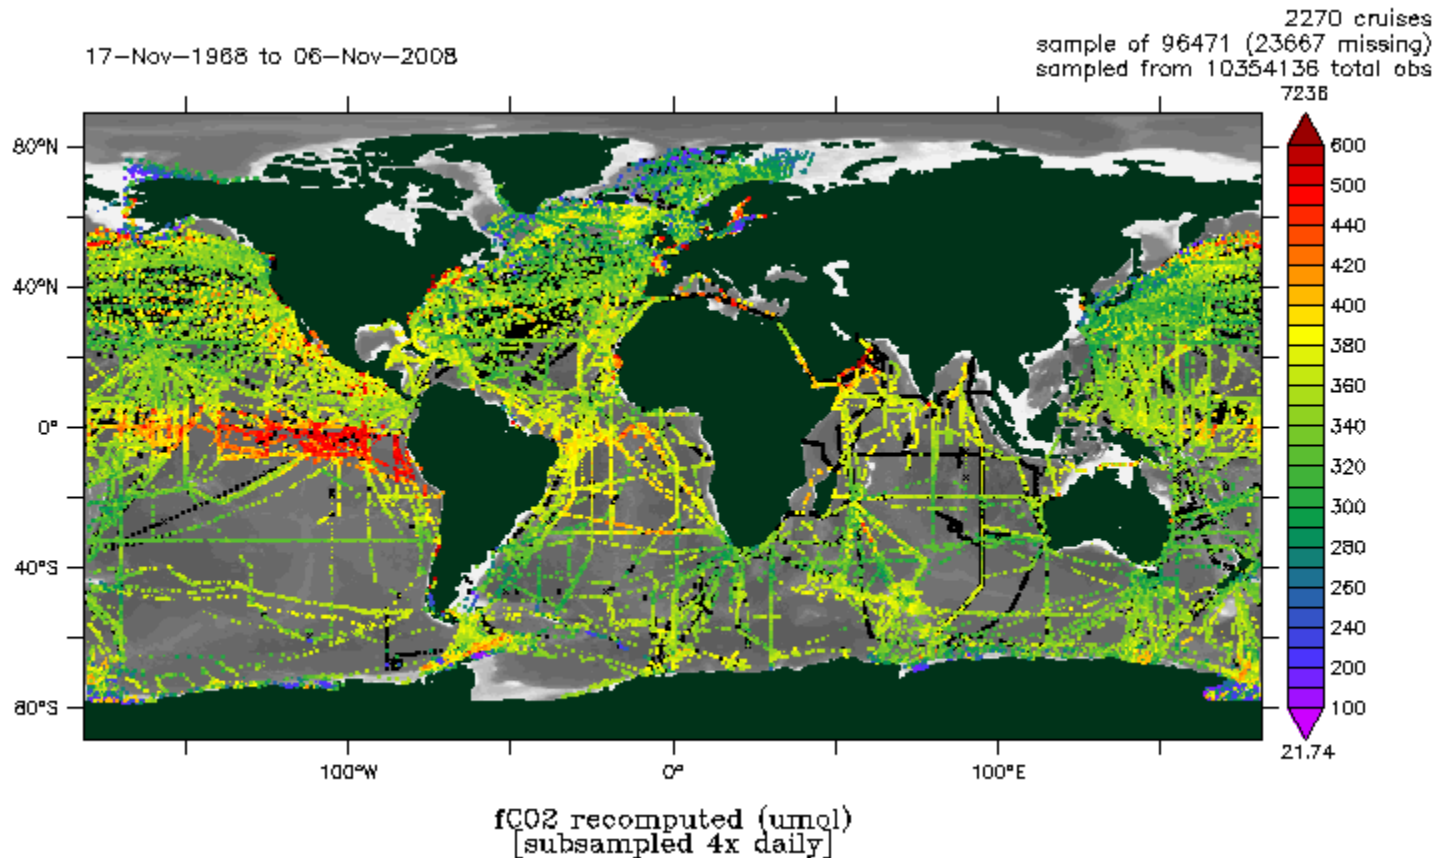 2270 cruises
17-Nov-1968 to 06-Nov-2008
sample of 96471 (23667 missing)
sampled from 10354136 total obs
7236
80°N
40°N
0°
40°S
80°S
100°W
0°
100°E
600
500
440
420
400
380
360
340
320
300
280
260
240
200
100
21.74
fCO2 recomputed (umol)
[subsampled 4x daily]